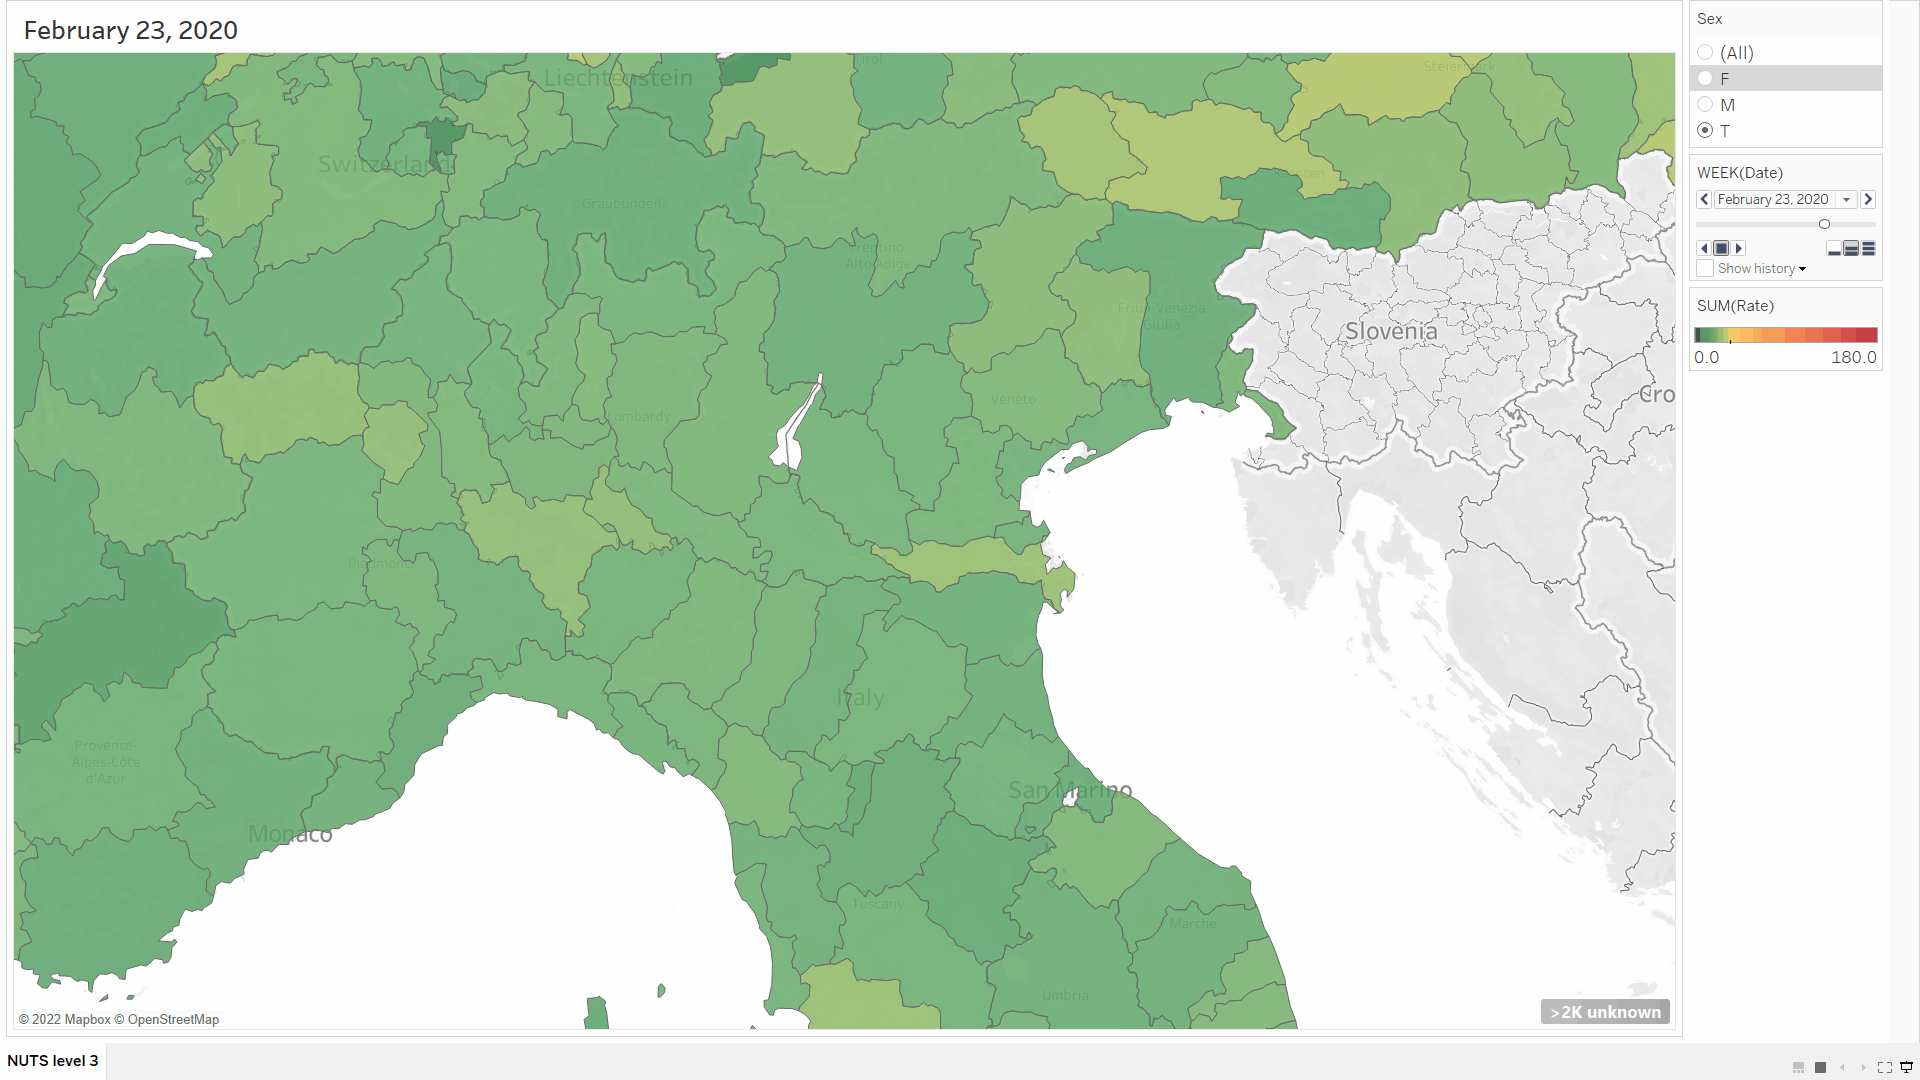 February 23, 2020
Liechtenstein
Tirol
Steiermark
Switzerland
Kärnten
Graubünden
Trentino-
Alto Adige
Friuli-Venezia
Giulia
Slovenia
Cro
Veneto
Lombardy
Piedmont
Italy
Provence-
Alpes-Côte
d'Azur
San Marino
Monaco
Tuscany
Marche
Umbria
© 2022 Mapbox © OpenStreetMap
>2K unknown
Sex
(All)
F
M
T
WEEK(Date)
February 23, 2020
Show history
SUM(Rate)
0.0 180.0
NUTS level 3